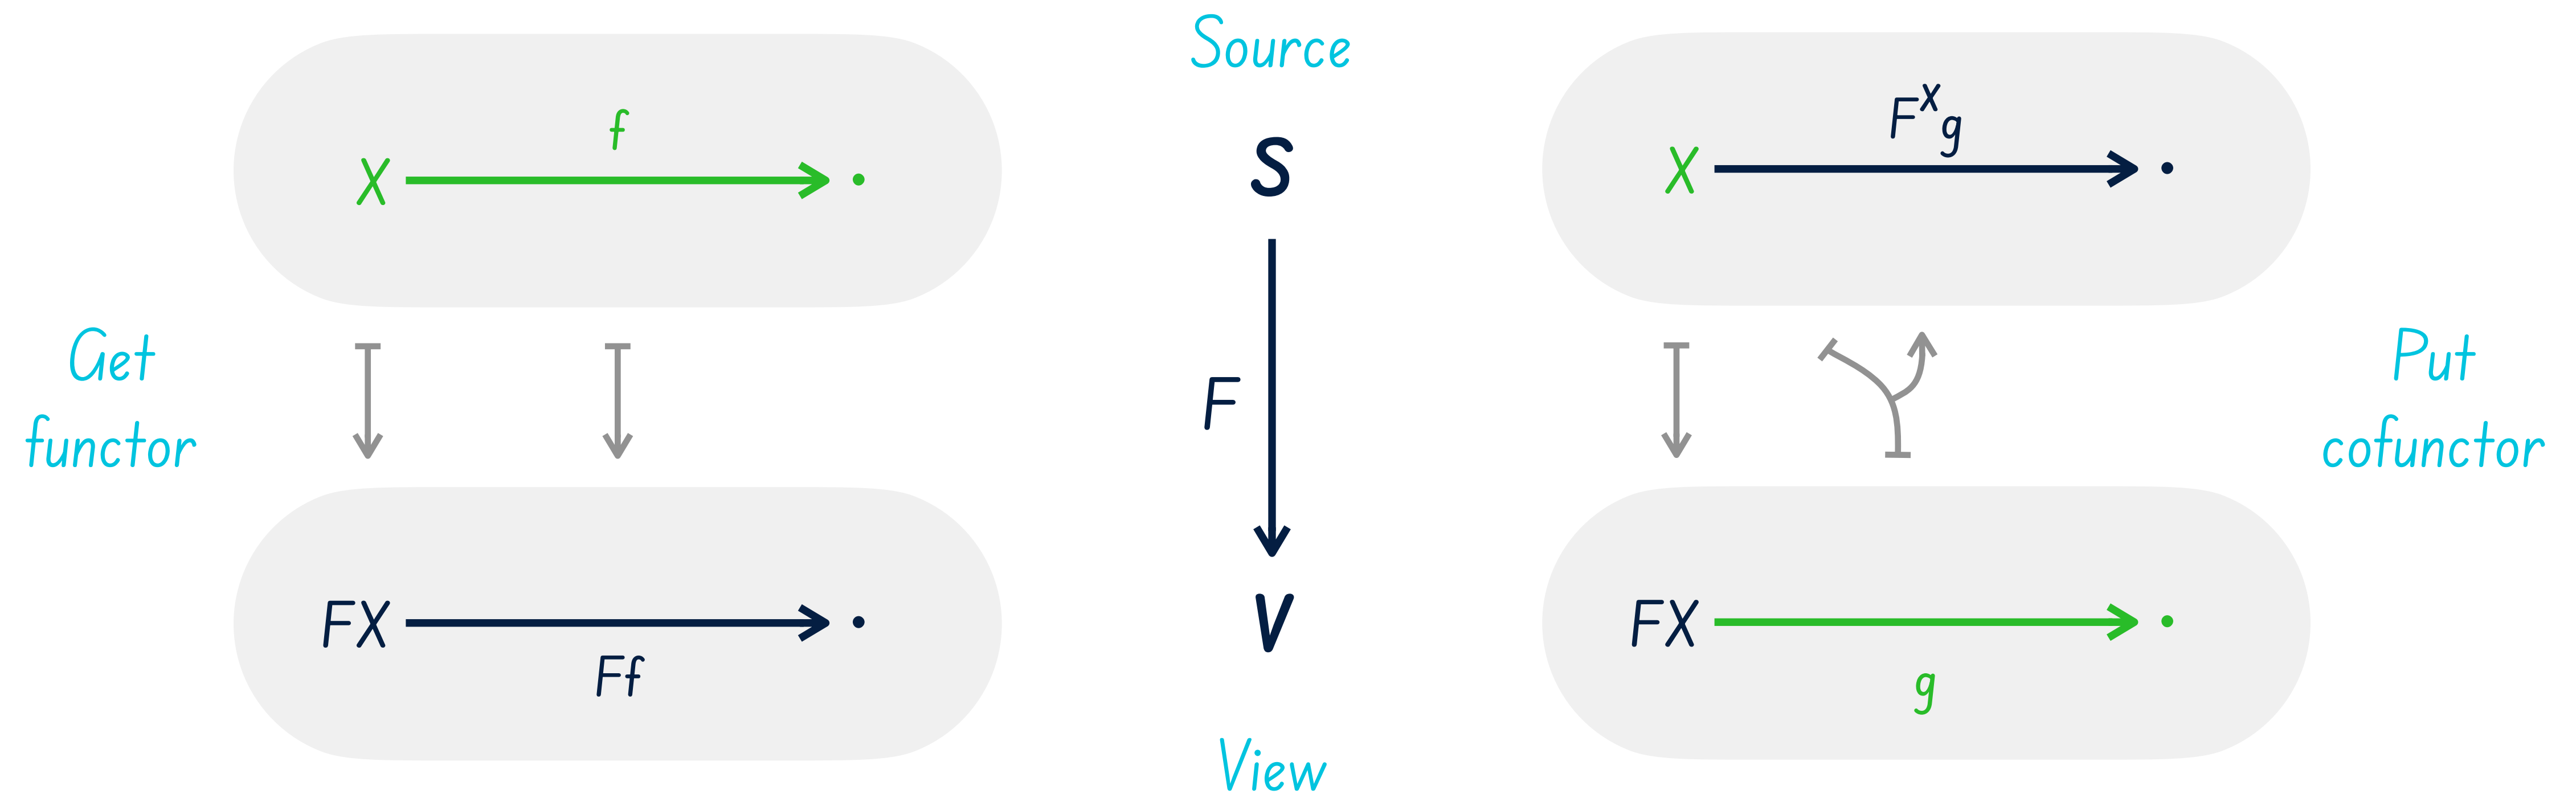 Source
f
X
S
F^X g
X
Get
functor
F
Put
cofunctor
FX
Ff
V
FX
g
View